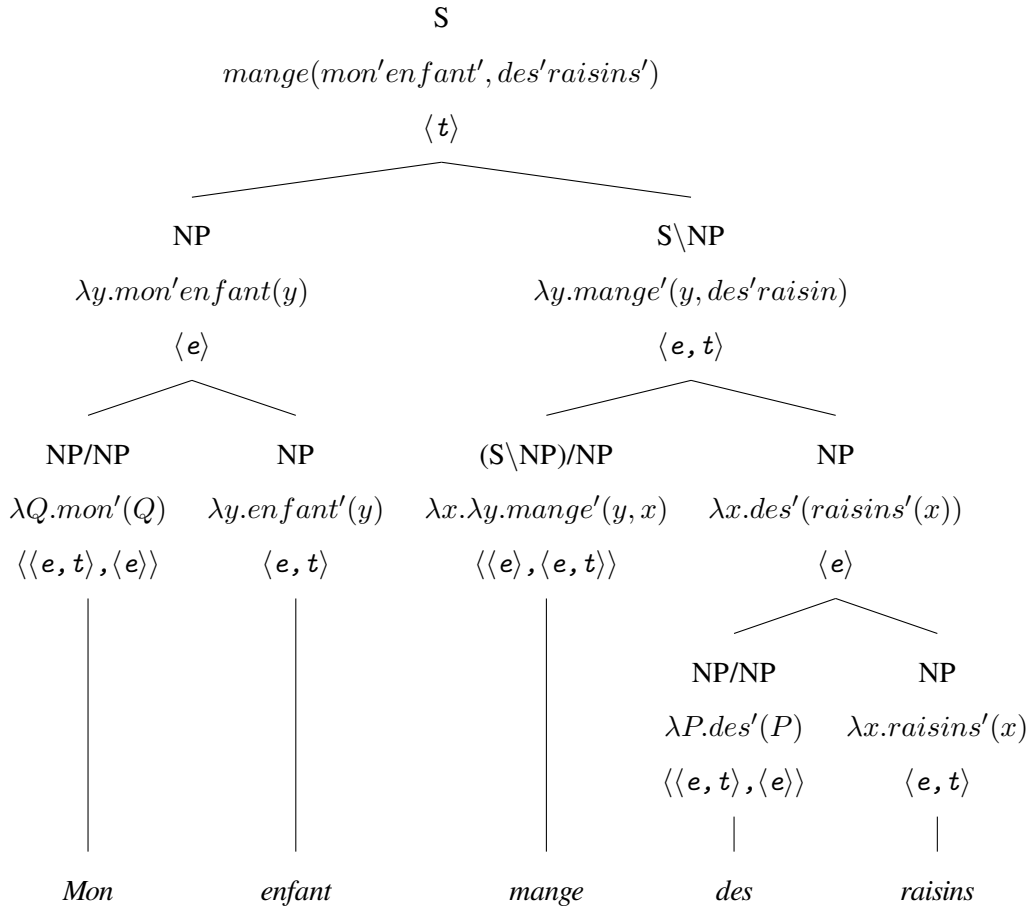 S
mange(mon′enfant′, des′raisins′)
⟨t⟩
NP S\NP
λy.mon′enfant(y) λy.mange′(y, des′raisin)
⟨e⟩ ⟨e,t⟩
NP/NP NP (S\NP)/NP NP
λQ.mon′(Q) λy.enfant′(y) λx.λy.mange′(y, x) λx.des′(raisins′(x))
⟨⟨e,t⟩,⟨e⟩⟩ ⟨e,t⟩ ⟨⟨e⟩,⟨e,t⟩⟩ ⟨e⟩
NP/NP NP
λP.des′(P) λx.raisins′(x)
⟨⟨e,t⟩,⟨e⟩⟩ ⟨e,t⟩
Mon enfant mange des raisins